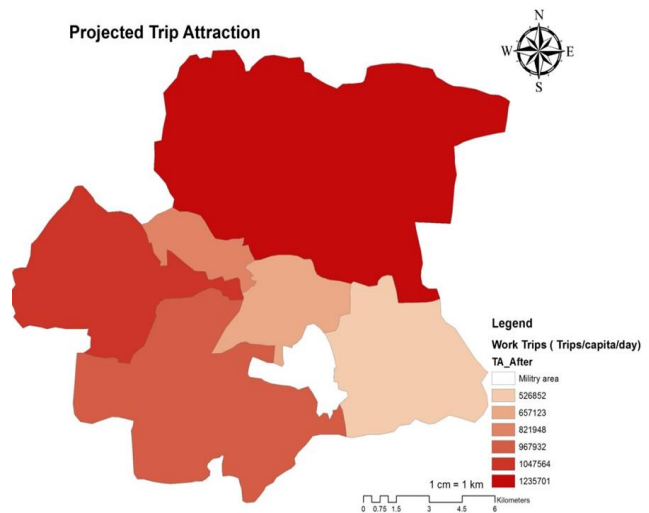 Projected Trip Attraction
N
W E
S
Legend
Work Trips ( Trips/capita/day)
TA_After
Militry area
526852
657123
821948
967932
1047564
1235701
1 cm = 1 km
Kilometers
0 0.75 1.5 3 4.5 6